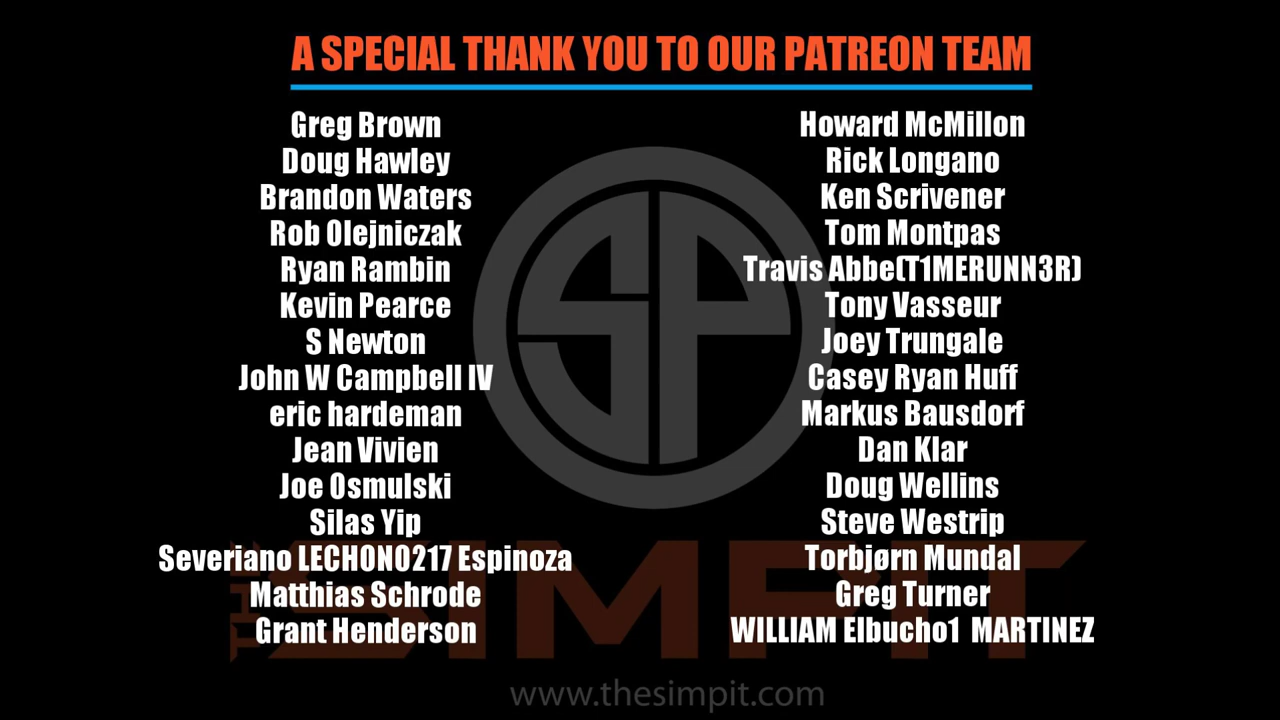 A SPECIAL THANK YOU TO OUR PATREON TEAM
Greg Brown
Doug Hawley
Brandon Waters
Rob Olejniczak
Ryan Rambin
Kevin Pearce
S Newton
John W Campbell IV
eric hardeman
Jean Vivien
Joe Osmulski
Silas Yip
Severiano LECHON0217 Espinoza
Matthias Schrode
Grant Henderson
Howard McMillon
Rick Longano
Ken Scrivener
Tom Montpas
Travis Abbe(T1MERUNN3R)
Tony Vasseur
Joey Trungale
Casey Ryan Huff
Markus Bausdorf
Dan Klar
Doug Wellins
Steve Westrip
Torbjørn Mundal
Greg Turner
WILLIAM Elbucho1 MARTINEZ
SP
THE SIMPIT
www.thesimpit.com